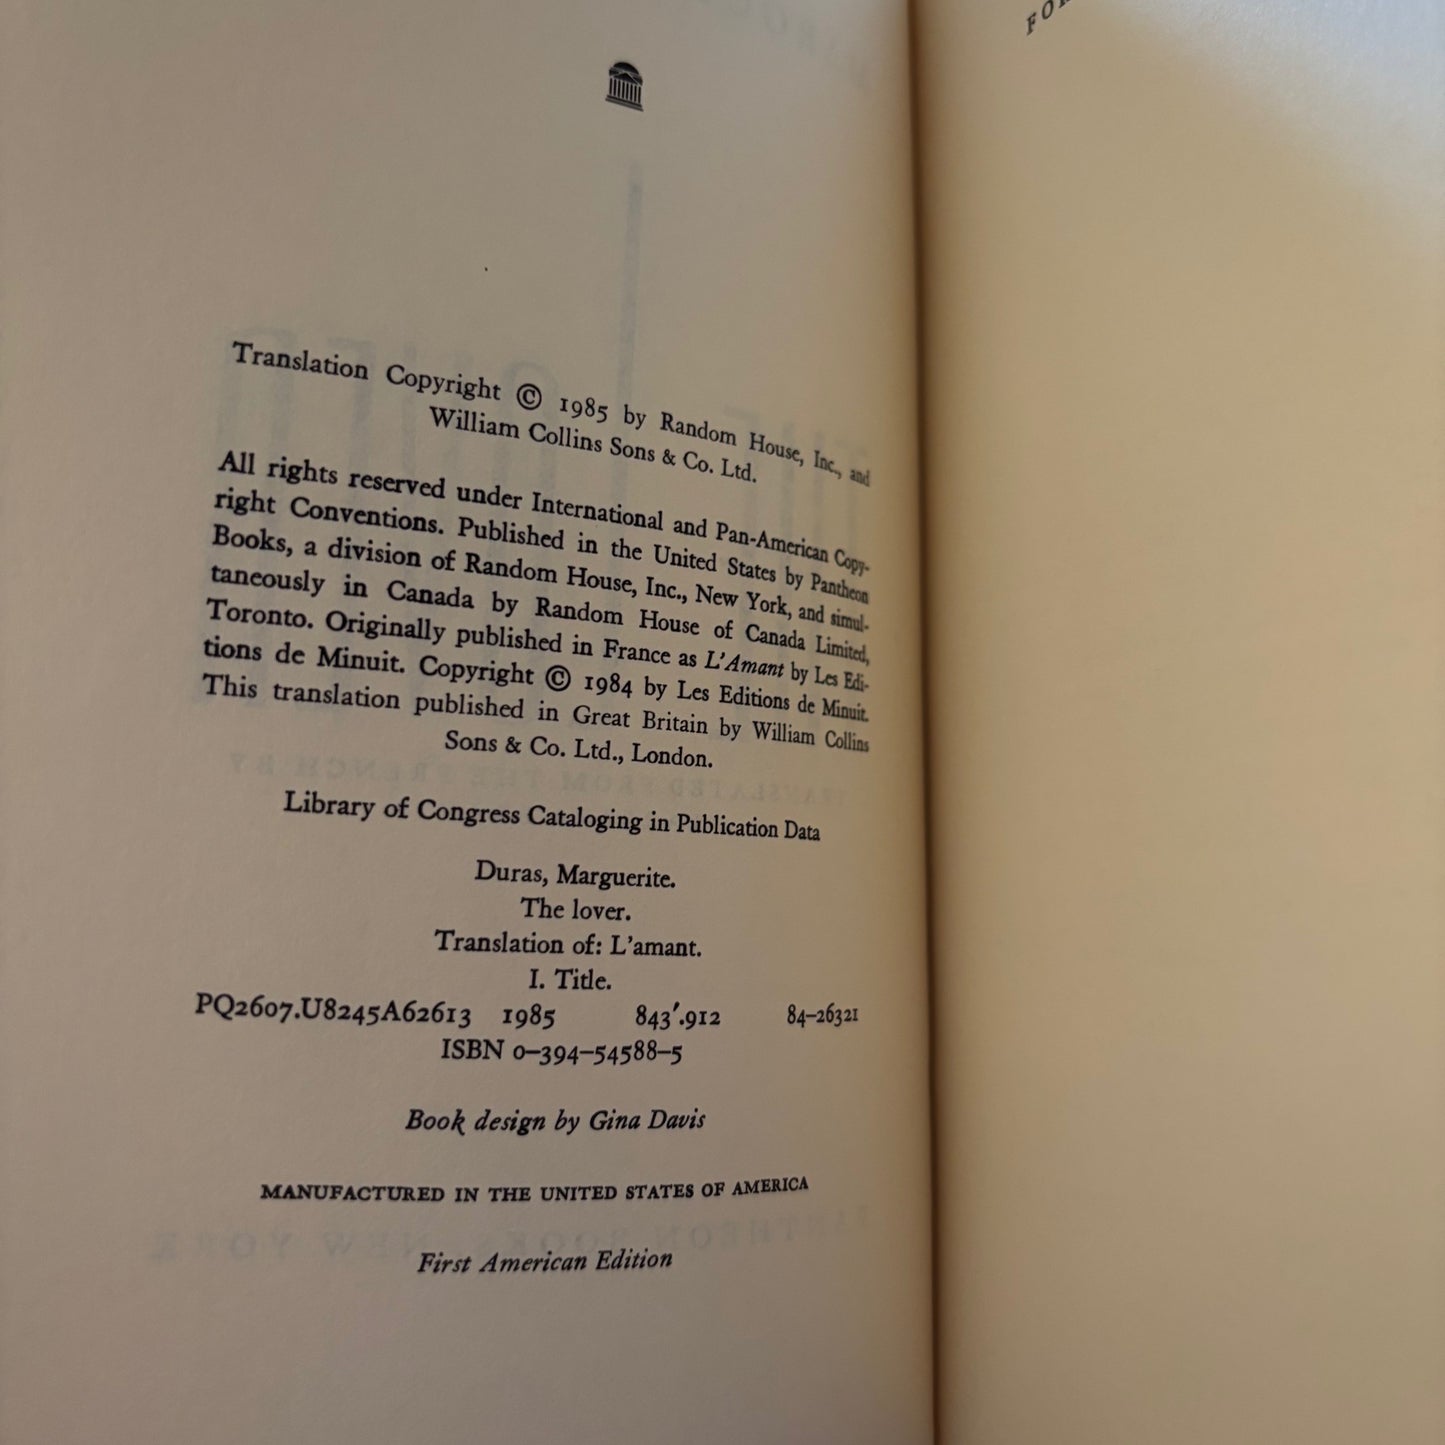 Translation Copyright © 1985 by Random House, Inc., and
William Collins Sons & Co. Ltd.
All rights reserved under International and Pan-American Copy-
right Conventions. Published in the United States by Pantheon
Books, a division of Random House, Inc., New York, and simul-
taneously in Canada by Random House of Canada Limited,
Toronto. Originally published in France as L'Amant by Les Edi-
tions de Minuit. Copyright © 1984 by Les Editions de Minuit.
This translation published in Great Britain by William Collins
Sons & Co. Ltd., London.
Library of Congress Cataloging in Publication Data
Duras, Marguerite.
The lover.
Translation of: L'amant.
I. Title.
PQ2607.U8245A62613 1985 843'.912 84–26321
ISBN 0–394–54588–5
Book design by Gina Davis
MANUFACTURED IN THE UNITED STATES OF AMERICA
First American Edition